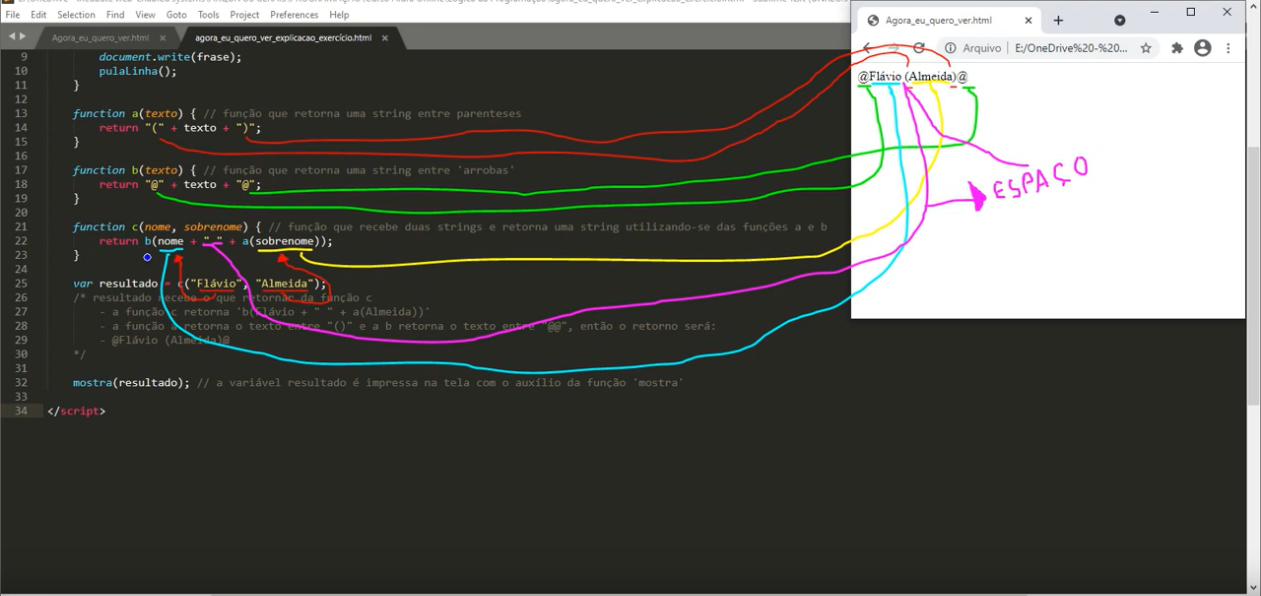 File Edit Selection Find View Goto Tools Project Preferences Help
Agora_eu_quero_ver.html
agora_eu_quero_ver_explicacao_exercício.html
9 document.write(frase);
10 pulaLinha();
11 }
12
13 function a(texto) { // função que retorna uma string entre parenteses
14 return "(" + texto + ")";
15 }
16
17 function b(texto) { // função que retorna uma string entre 'arrobas'
18 return "@" + texto + "@";
19 }
20
21 function c(nome, sobrenome) { // função que recebe duas strings e retorna uma string utilizando-se das funções a e b
22 return b(nome + " " + a(sobrenome));
23 }
24
25 var resultado = c("Flávio", "Almeida");
26 /* resultado recebe o que retornar da função c
27 - a função c retorna 'b(Flávio + " " + a(Almeida))'
28 - a função a retorna o texto entre "()" e a b retorna o texto entre "@@", então o retorno será:
29 - @Flávio (Almeida)@
30 */
31
32 mostra(resultado); // a variável resultado é impressa na tela com o auxílio da função 'mostra'
33
34 </script>
Agora_eu_quero_ver.html
Arquivo E:/OneDrive%20-%20...
@Flávio (Almeida)@
ESPAÇO